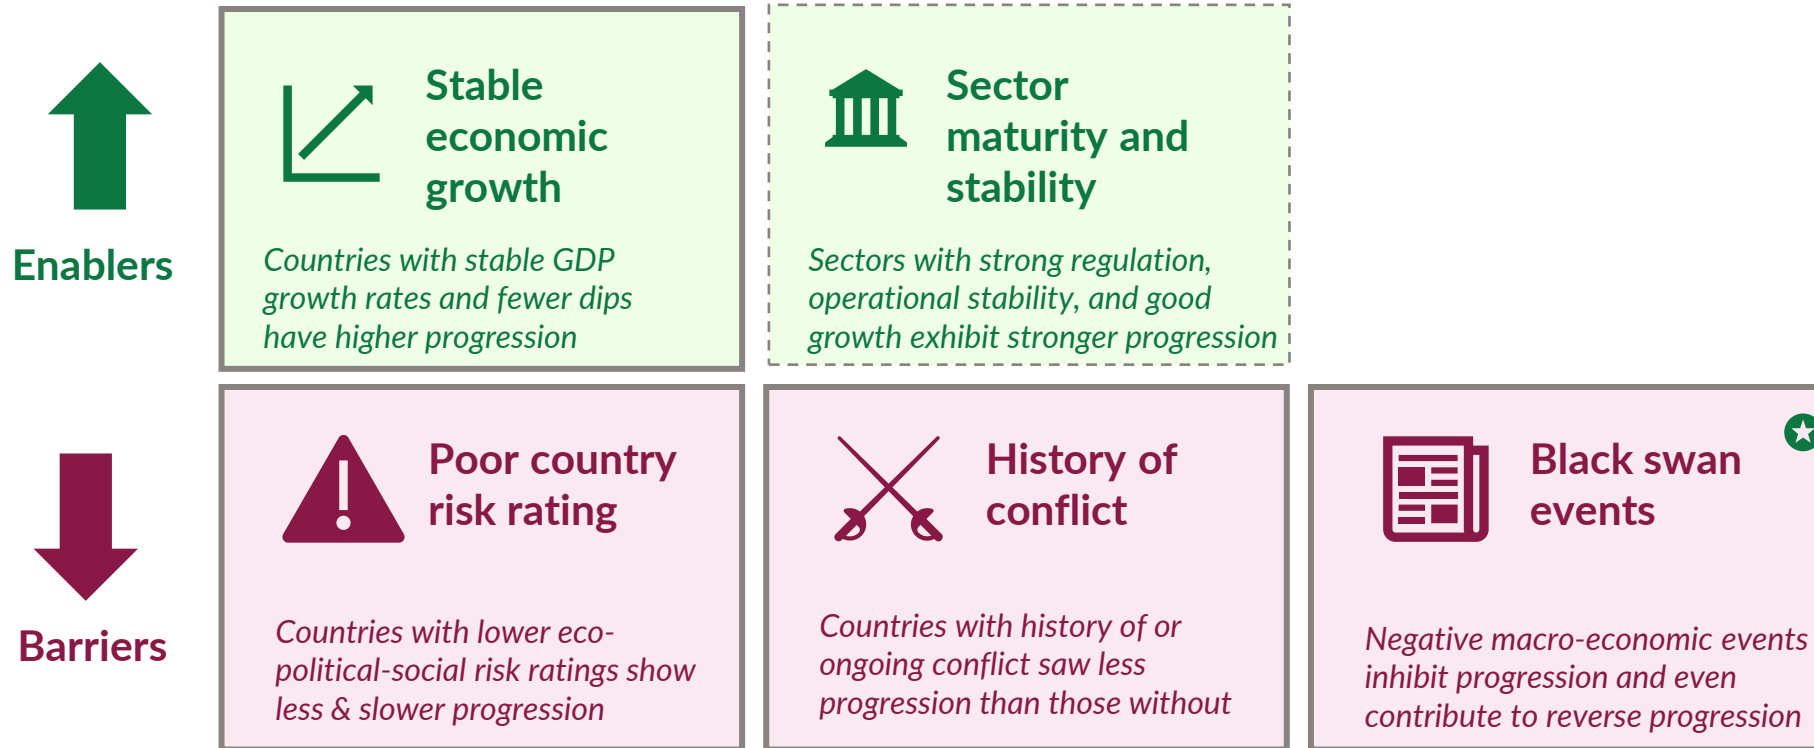 Enablers
Stable
economic
growth
Countries with stable GDP
growth rates and fewer dips
have higher progression
Sector
maturity and
stability
Sectors with strong regulation,
operational stability, and good
growth exhibit stronger progression
Barriers
Poor country
risk rating
Countries with lower eco-
political-social risk ratings show
less & slower progression
History of
conflict
Countries with history of or
ongoing conflict saw less
progression than those without
Black swan
events
Negative macro-economic events
inhibit progression and even
contribute to reverse progression